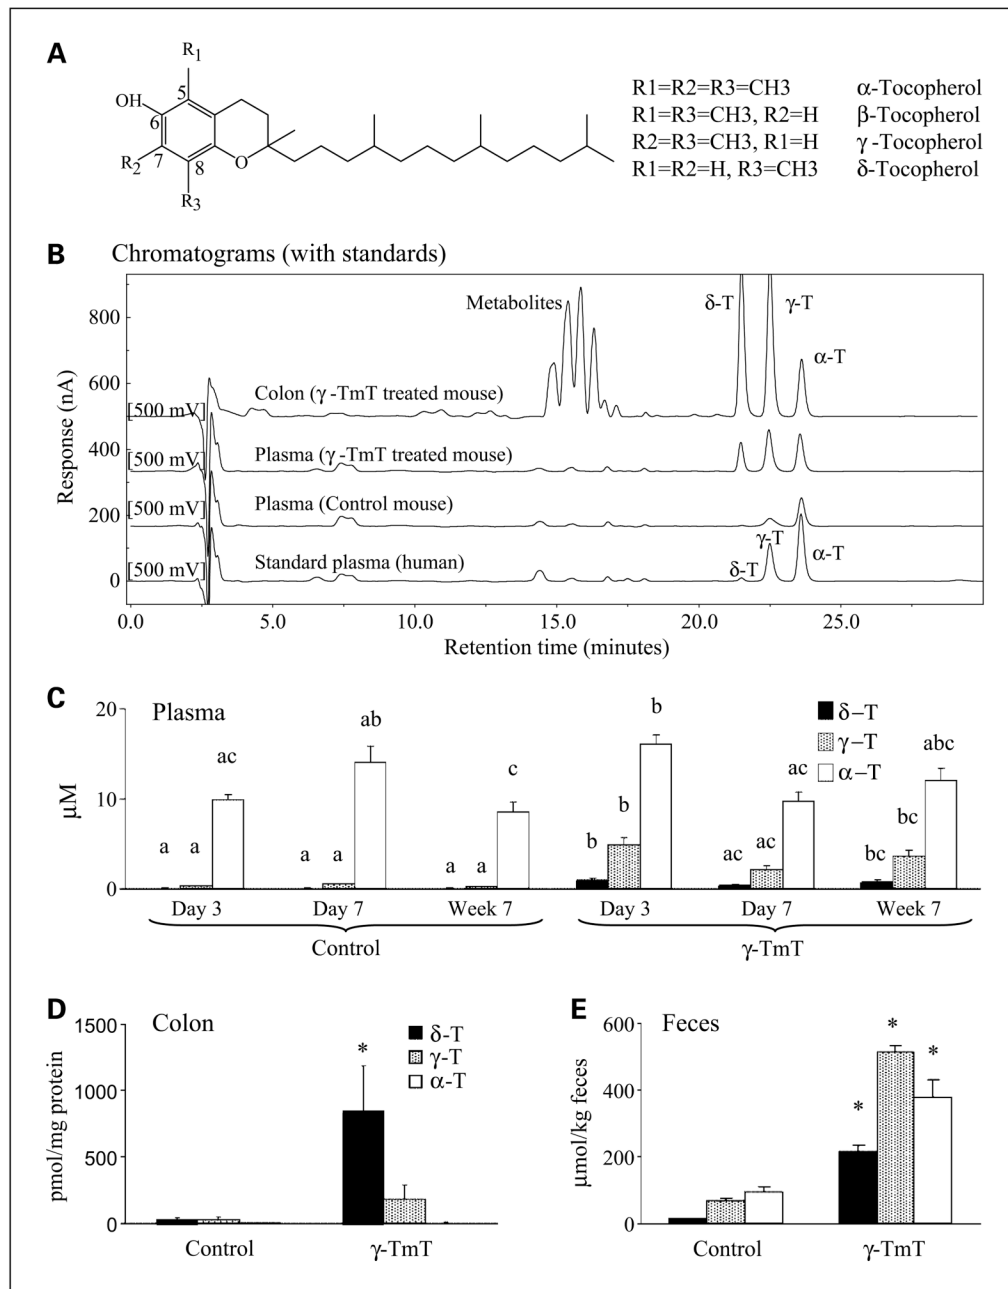 A
R1
OH
5
6
7
8
R2
O
R3
R1=R2=R3=CH3 α-Tocopherol
R1=R3=CH3, R2=H β-Tocopherol
R2=R3=CH3, R1=H γ -Tocopherol
R1=R2=H, R3=CH3 δ-Tocopherol
B Chromatograms (with standards)
Response (nA)
800
600
400
200
0
Metabolites
δ-T
γ-T
α-T
[500 mV] Colon (γ -TmT treated mouse)
[500 mV] Plasma (γ -TmT treated mouse)
[500 mV] Plasma (Control mouse)
γ-T
[500 mV] Standard plasma (human)
δ-T
α-T
0.0 5.0 10.0 15.0 20.0 25.0
Retention time (minutes)
C Plasma
μM
20
10
0
δ–T
γ–T
α–T
a a ac
a a ab
a a c
b b b
ac ac ac
bc bc abc
Day 3 Day 7 Week 7 Day 3 Day 7 Week 7
Control γ-TmT
D Colon
pmol/mg protein
1500
1000
500
0
δ-T
γ-T
α-T
*
Control γ-TmT
E Feces
μmol/kg feces
600
400
200
0
* * *
Control γ-TmT